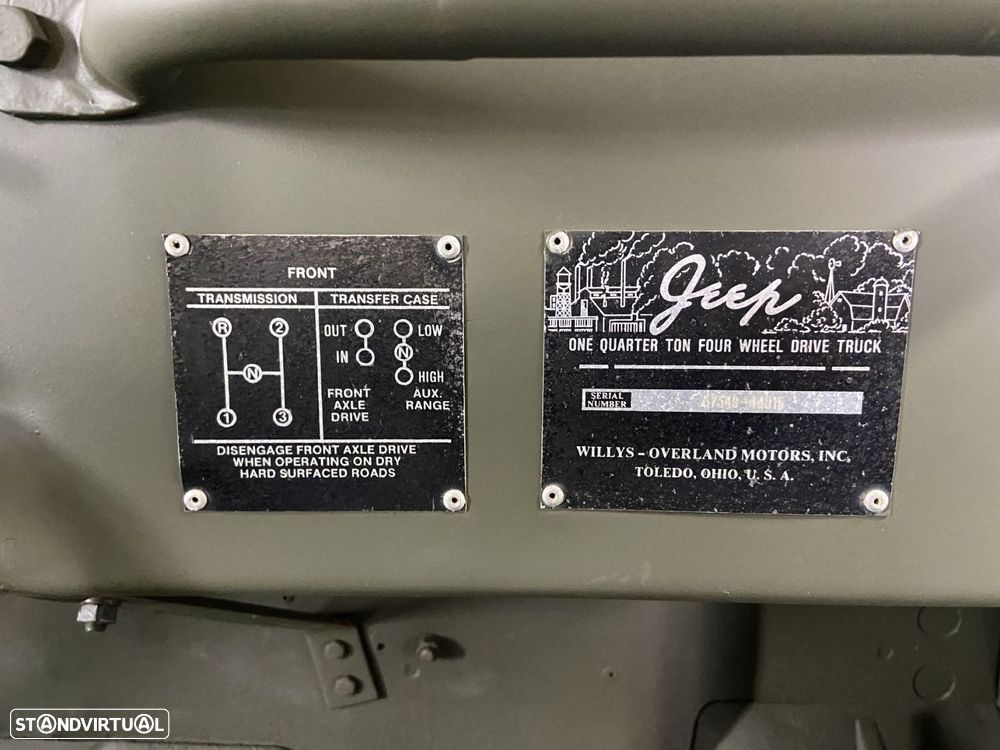 FRONT
TRANSMISSION TRANSFER CASE
R 2 OUT LOW
N IN N
HIGH
1 3 FRONT AXLE DRIVE AUX. RANGE
DISENGAGE FRONT AXLE DRIVE
WHEN OPERATING ON DRY
HARD SURFACED ROADS
Jeep
ONE QUARTER TON FOUR WHEEL DRIVE TRUCK
SERIAL
NUMBER
WILLYS – OVERLAND MOTORS, INC.
TOLEDO, OHIO, U. S. A.
STANDVIRTUAL